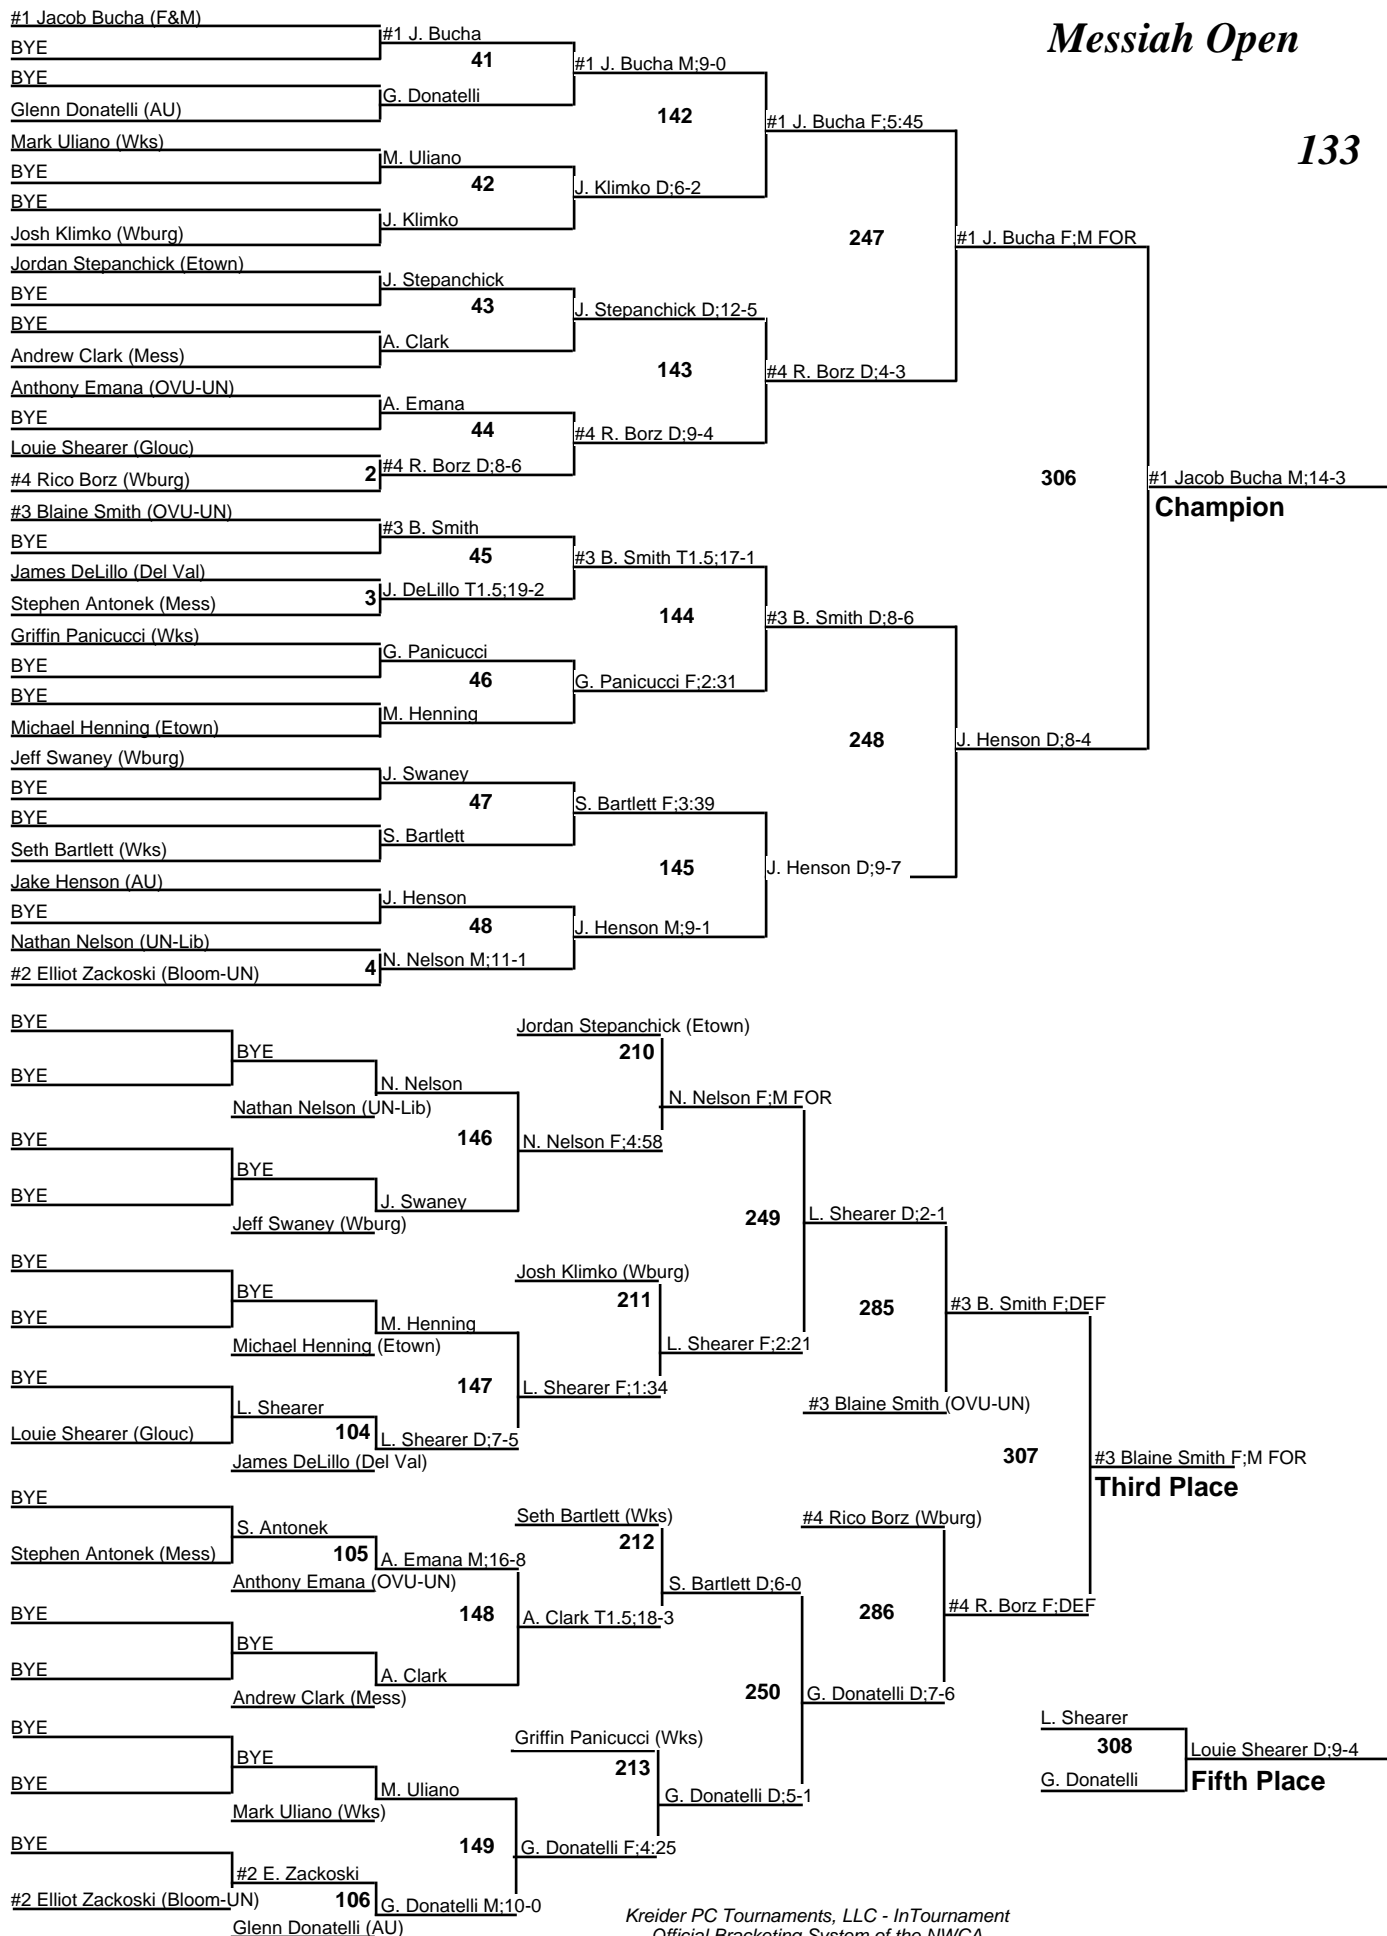 Messiah Open
133
#1 Jacob Bucha (F&M)
BYE
BYE
Glenn Donatelli (AU)
Mark Uliano (Wks)
BYE
BYE
Josh Klimko (Wburg)
Jordan Stepanchick (Etown)
BYE
BYE
Andrew Clark (Mess)
Anthony Emana (OVU-UN)
BYE
Louie Shearer (Glouc)
#4 Rico Borz (Wburg)
2
#3 Blaine Smith (OVU-UN)
BYE
James DeLillo (Del Val)
Stephen Antonek (Mess)
3
Griffin Panicucci (Wks)
BYE
BYE
Michael Henning (Etown)
Jeff Swaney (Wburg)
BYE
BYE
Seth Bartlett (Wks)
Jake Henson (AU)
BYE
Nathan Nelson (UN-Lib)
#2 Elliot Zackoski (Bloom-UN)
4
#1 J. Bucha
41
G. Donatelli
M. Uliano
42
J. Klimko
J. Stepanchick
43
A. Clark
A. Emana
44
#4 R. Borz D;8-6
#3 B. Smith
45
J. DeLillo T1.5;19-2
G. Panicucci
46
M. Henning
J. Swaney
47
S. Bartlett
J. Henson
48
N. Nelson M;11-1
#1 J. Bucha M;9-0
142
J. Klimko D;6-2
J. Stepanchick D;12-5
143
#4 R. Borz D;9-4
#3 B. Smith T1.5;17-1
144
G. Panicucci F;2:31
S. Bartlett F;3:39
145
J. Henson M;9-1
#1 J. Bucha F;5:45
247
#4 R. Borz D;4-3
#3 B. Smith D;8-6
248
J. Henson D;9-7
#1 J. Bucha F;M FOR
306
J. Henson D;8-4
#1 Jacob Bucha M;14-3
Champion
BYE
BYE
BYE
BYE
BYE
BYE
BYE
Louie Shearer (Glouc)
BYE
Stephen Antonek (Mess)
BYE
BYE
BYE
BYE
BYE
#2 Elliot Zackoski (Bloom-UN)
BYE
Nathan Nelson (UN-Lib)
BYE
Jeff Swaney (Wburg)
BYE
Michael Henning (Etown)
L. Shearer
104
James DeLillo (Del Val)
S. Antonek
105
Anthony Emana (OVU-UN)
BYE
Andrew Clark (Mess)
BYE
Mark Uliano (Wks)
#2 E. Zackoski
106
Glenn Donatelli (AU)
N. Nelson
146
J. Swaney
M. Henning
147
L. Shearer D;7-5
A. Emana M;16-8
148
A. Clark
M. Uliano
149
G. Donatelli M;10-0
Jordan Stepanchick (Etown)
210
N. Nelson F;4:58
Josh Klimko (Wburg)
211
L. Shearer F;1:34
Seth Bartlett (Wks)
212
A. Clark T1.5;18-3
Griffin Panicucci (Wks)
213
G. Donatelli F;4:25
N. Nelson F;M FOR
249
L. Shearer F;2:21
S. Bartlett D;6-0
250
G. Donatelli D;5-1
L. Shearer D;2-1
285
#3 Blaine Smith (OVU-UN)
#4 Rico Borz (Wburg)
286
G. Donatelli D;7-6
#3 B. Smith F;DEF
307
#4 R. Borz F;DEF
#3 Blaine Smith F;M FOR
Third Place
L. Shearer
308
G. Donatelli
Louie Shearer D;9-4
Fifth Place
Kreider PC Tournaments, LLC - InTournament
Official Bracketing System of the NWCA